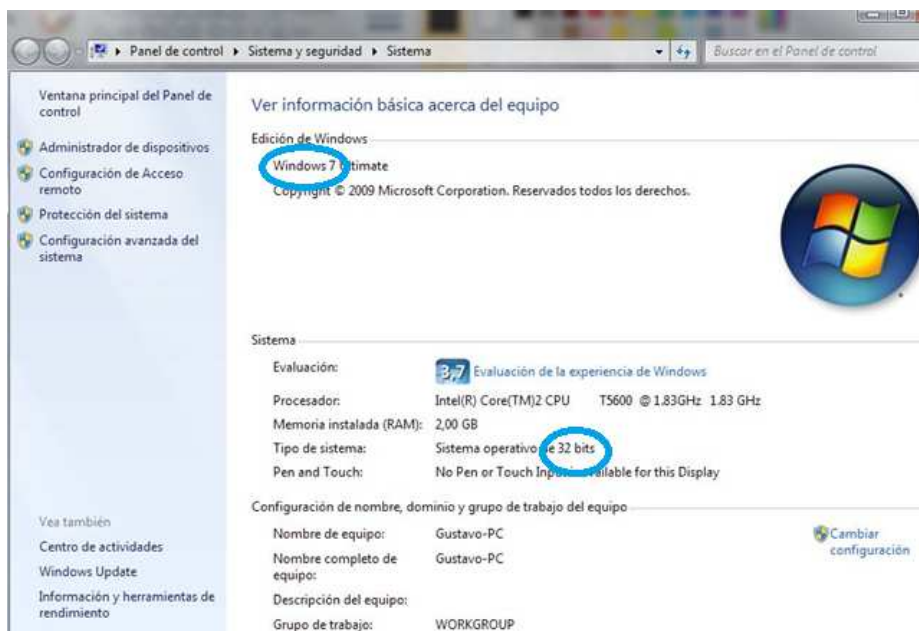 Panel de control ▸ Sistema y seguridad ▸ Sistema
Buscar en el Panel de control
Ventana principal del Panel de
control
Administrador de dispositivos
Configuración de Acceso
remoto
Protección del sistema
Configuración avanzada del
sistema
Vea también
Centro de actividades
Windows Update
Información y herramientas de
rendimiento
Ver información básica acerca del equipo
Edición de Windows
Windows 7 Ultimate
Copyright © 2009 Microsoft Corporation. Reservados todos los derechos.
Sistema
Evaluación: 3,7 Evaluación de la experiencia de Windows
Procesador: Intel(R) Core(TM)2 CPU T5600 @ 1.83GHz 1.83 GHz
Memoria instalada (RAM): 2,00 GB
Tipo de sistema: Sistema operativo de 32 bits
Pen and Touch: No Pen or Touch Input is Available for this Display
Configuración de nombre, dominio y grupo de trabajo del equipo
Nombre de equipo: Gustavo-PC
Cambiar
configuración
Nombre completo de
equipo: Gustavo-PC
Descripción del equipo:
Grupo de trabajo: WORKGROUP